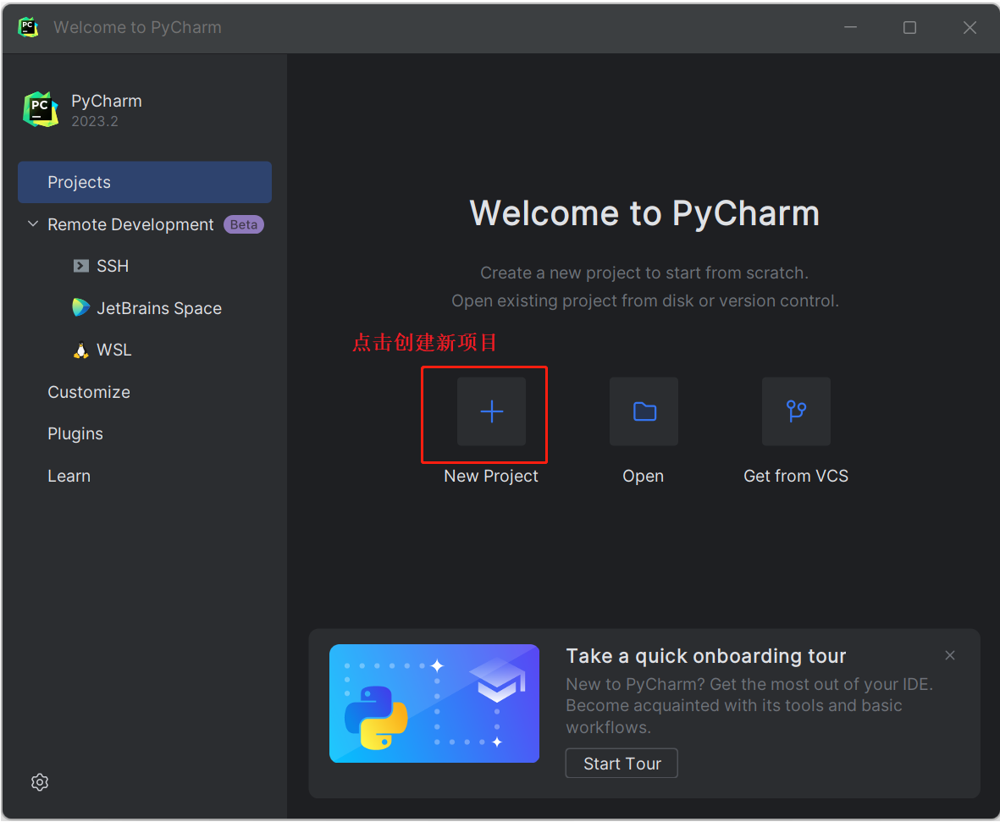 PC Welcome to PyCharm
PC
PyCharm
2023.2
Projects
Remote Development Beta
SSH
JetBrains Space
WSL
Customize
Plugins
Learn
Welcome to PyCharm
Create a new project to start from scratch.
Open existing project from disk or version control.
点击创建新项目
New Project
Open
Get from VCS
Take a quick onboarding tour
New to PyCharm? Get the most out of your IDE.
Become acquainted with its tools and basic
workflows.
Start Tour